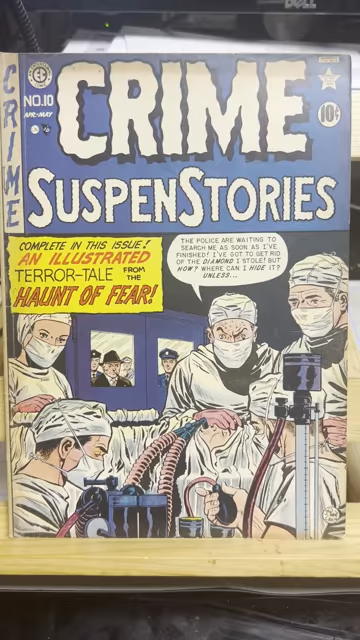 DELL
CRIME
EC
NO.10
APR.-MAY
CRIME
10¢
SUSPENSTORIES
COMPLETE IN THIS ISSUE!
AN ILLUSTRATED
TERROR-TALE FROM THE
HAUNT OF FEAR!
THE POLICE ARE WAITING TO
SEARCH ME AS SOON AS I'VE
FINISHED! I'VE GOT TO GET RID
OF THE DIAMOND I STOLE! BUT
HOW? WHERE CAN I HIDE IT?
UNLESS...